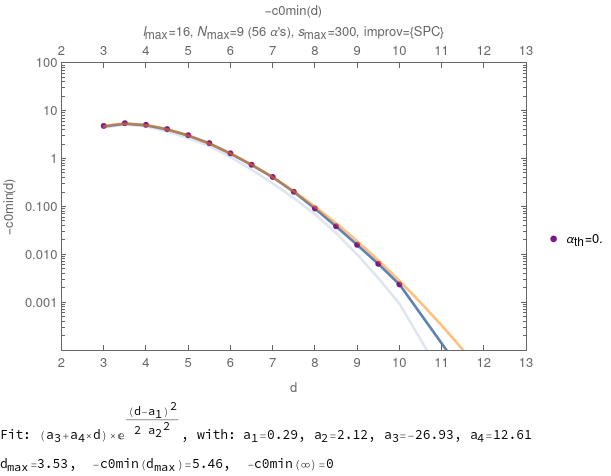 −c0min(d)
lmax=16, Nmax=9 (56 α's), smax=300, improv={SPC}
2 3 4 5 6 7 8 9 10 11 12 13
100
10
1
0.100
0.010
0.001
−c0min(d)
αth=0.
2 3 4 5 6 7 8 9 10 11 12 13
d
Fit: (a3+a4×d)×e^((d−a1)^2/(2 a2^2)), with: a1=0.29, a2=2.12, a3=−26.93, a4=12.61
dmax=3.53, −c0min(dmax)=5.46, −c0min(∞)=0